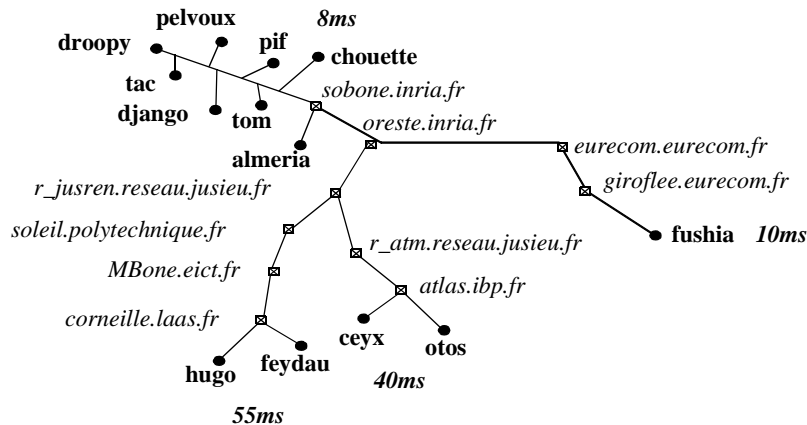 pelvoux
8ms
droopy
pif
chouette
tac
sobone.inria.fr
django
tom
oreste.inria.fr
almeria
eurecom.eurecom.fr
r_jusren.reseau.jusieu.fr
giroflee.eurecom.fr
soleil.polytechnique.fr
r_atm.reseau.jusieu.fr
fushia 10ms
MBone.eict.fr
atlas.ibp.fr
corneille.laas.fr
ceyx
otos
feydau
hugo
40ms
55ms